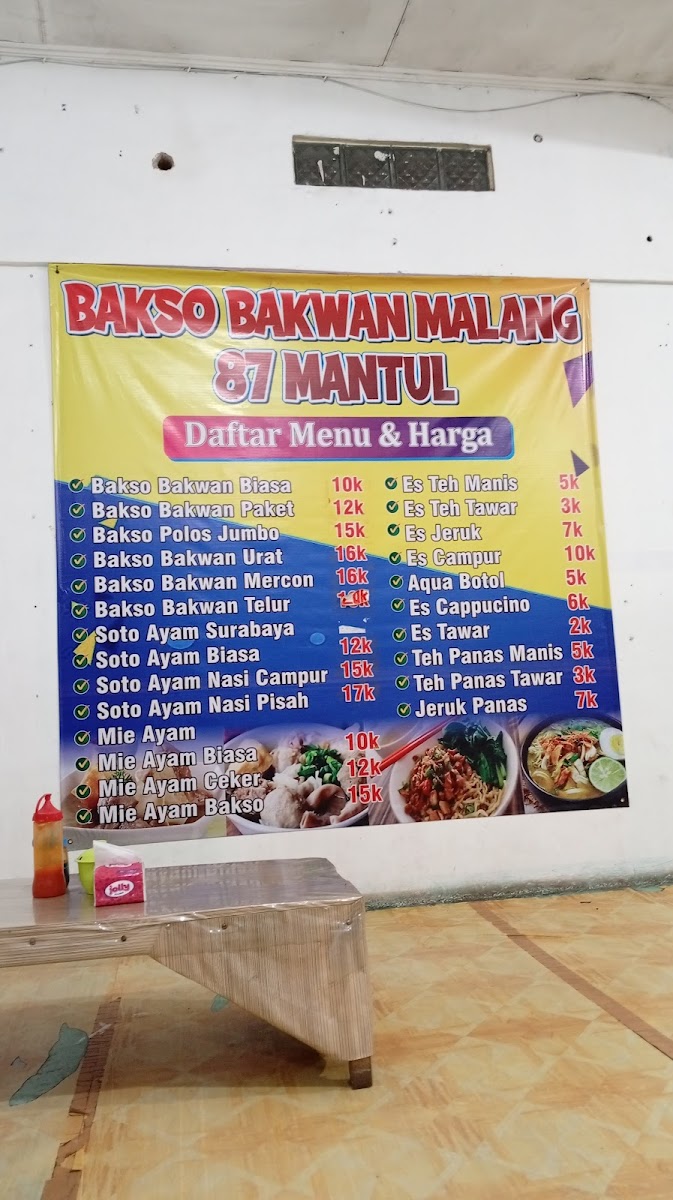 BAKSO BAKWAN MALANG
87 MANTUL
Daftar Menu & Harga
Bakso Bakwan Biasa 10k
Bakso Bakwan Paket 12k
Bakso Polos Jumbo 15k
Bakso Bakwan Urat 16k
Bakso Bakwan Mercon 16k
Bakso Bakwan Telur
Soto Ayam Surabaya
Soto Ayam Biasa 12k
Soto Ayam Nasi Campur 15k
Soto Ayam Nasi Pisah 17k
Mie Ayam
Mie Ayam Biasa 10k
Mie Ayam Ceker 12k
Mie Ayam Bakso 15k
Es Teh Manis 5k
Es Teh Tawar 3k
Es Jeruk 7k
Es Campur 10k
Aqua Botol 5k
Es Cappucino 6k
Es Tawar 2k
Teh Panas Manis 5k
Teh Panas Tawar 3k
Jeruk Panas 7k
jolly